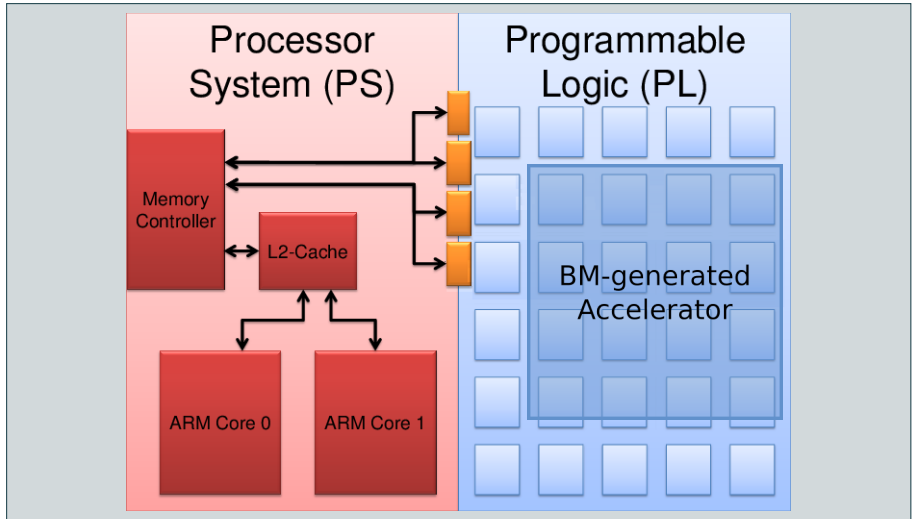 Processor
System (PS)
Programmable
Logic (PL)
Memory
Controller
L2-Cache
BM-generated
Accelerator
ARM Core 0
ARM Core 1